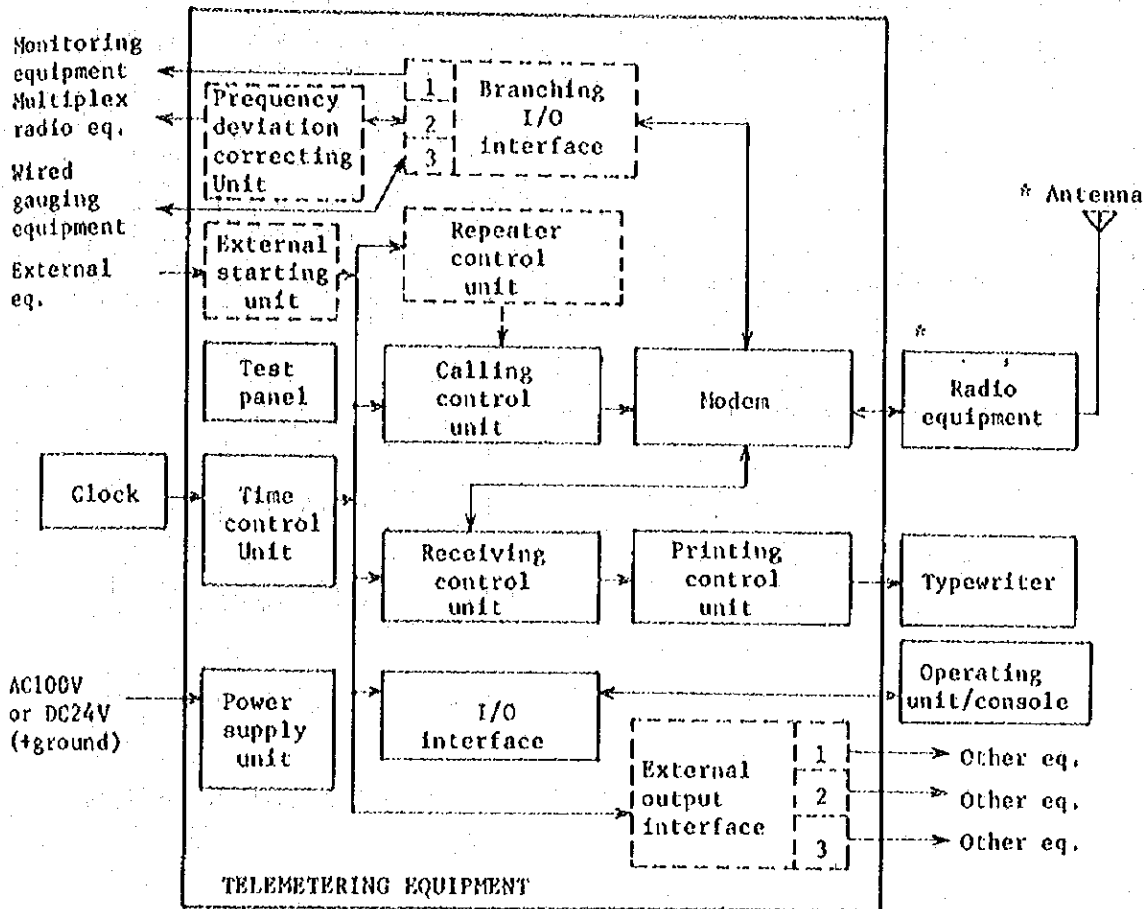 Monitoring
equipment
Multiplex
radio eq.
Wired
gauging
equipment
External
eq.
Prequency
deviation
correcting
Unit
1
2
3
Branching
I/O
interface
External
starting
unit
Repeater
control
unit
* Antenna
Test
panel
Calling
control
unit
Modem
*
Radio
equipment
Clock
Time
control
Unit
Receiving
control
unit
Printing
control
unit
Typewriter
AC100V
or DC24V
(+ground)
Power
supply
unit
I/O
interface
Operating
unit/console
External
output
interface
1
2
3
Other eq.
Other eq.
Other eq.
TELEMETERING EQUIPMENT